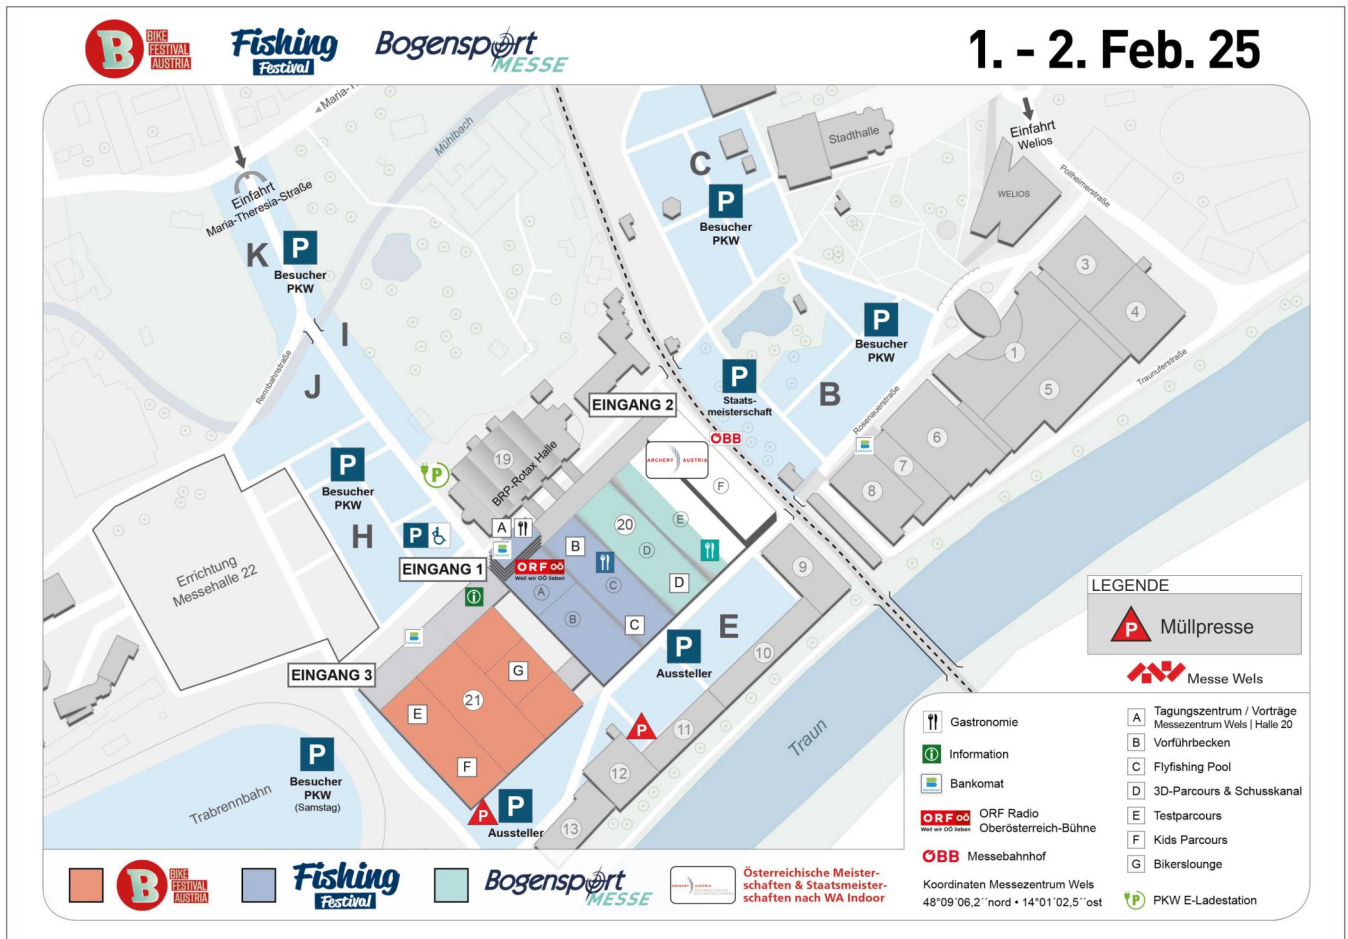 BIKE
FESTIVAL
AUSTRIA
Fishing
Festival
Bogensport
MESSE
1. - 2. Feb. 25
Mühlbach
Einfahrt
Maria-Theresia-Straße
K
P
Besucher
PKW
I
J
Rennbahnstraße
C
P
Besucher
PKW
Stadthalle
Einfahrt
Welios
WELIOS
Pollheimerstraße
3
4
1
5
Traunuferstraße
P
Besucher
PKW
B
P
Staats-
meisterschaft
Rosenauerstraße
6
7
8
EINGANG 2
ÖBB
ARCHERY AUSTRIA
F
19
BRP-Rotax Halle
P
P
Besucher
PKW
H
P
EINGANG 1
A
ORF OÖ
Weil wir OÖ lieben
B
20
E
D
C
D
A
B
C
9
E
P
Aussteller
10
11
P
12
13
Traun
Errichtung
Messehalle 22
EINGANG 3
G
21
E
F
P
P
Aussteller
P
Besucher
PKW
(Samstag)
Trabrennbahn
LEGENDE
P
Müllpresse
Messe Wels
Gastronomie
Information
Bankomat
ORF OÖ
Weil wir OÖ lieben
ORF Radio
Oberösterreich-Bühne
ÖBB Messebahnhof
Koordinaten Messezentrum Wels
48°09´06,2´´nord • 14°01´02,5´´ost
A Tagungszentrum / Vorträge
Messezentrum Wels | Halle 20
B Vorführbecken
C Flyfishing Pool
D 3D-Parcours & Schusskanal
E Testparcours
F Kids Parcours
G Bikerslounge
P PKW E-Ladestation
BIKE
FESTIVAL
AUSTRIA
Fishing
Festival
Bogensport
MESSE
ARCHERY AUSTRIA
Österreichische Meister-
schaften & Staatsmeister-
schaften nach WA Indoor